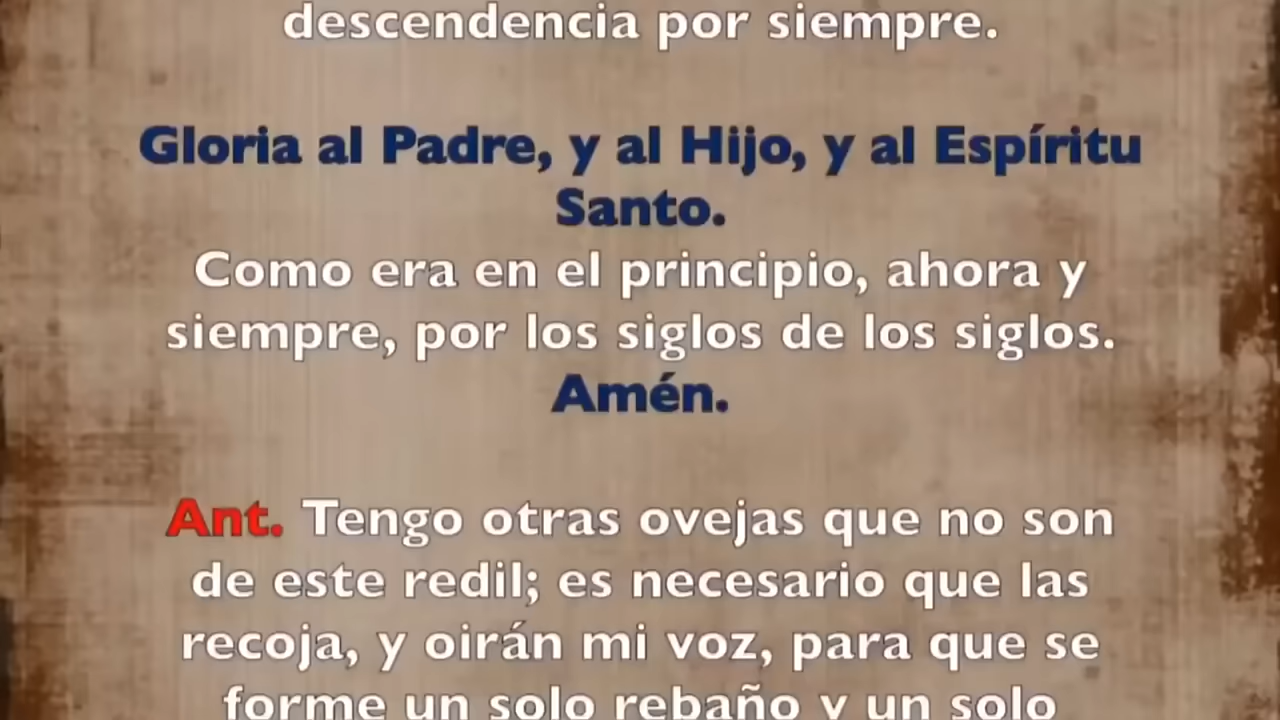 descendencia por siempre.
Gloria al Padre, y al Hijo, y al Espíritu
Santo.
Como era en el principio, ahora y
siempre, por los siglos de los siglos.
Amén.
Ant. Tengo otras ovejas que no son
de este redil; es necesario que las
recoja, y oirán mi voz, para que se
forme un solo rebaño y un solo